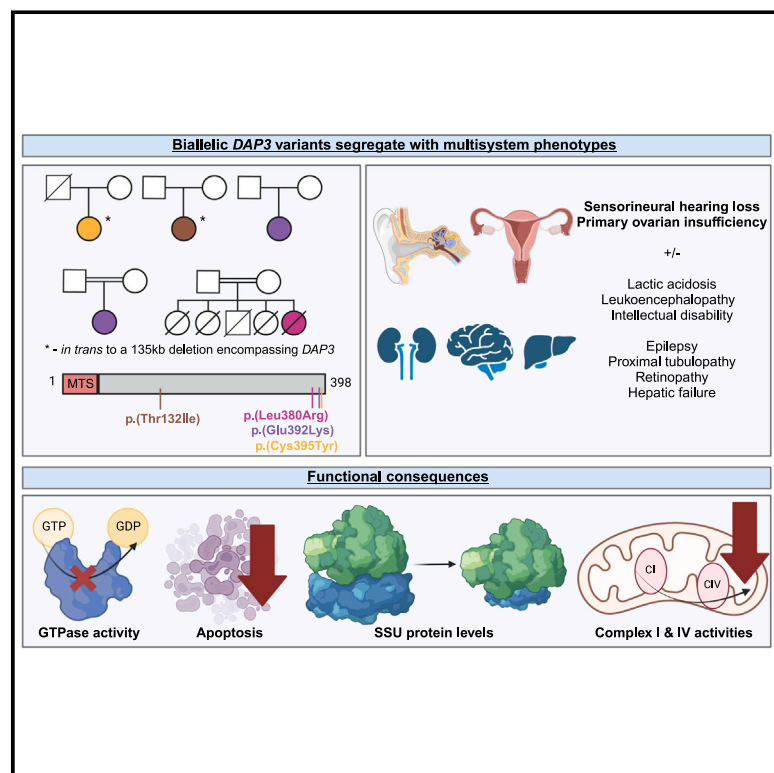 Biallelic DAP3 variants segregate with multisystem phenotypes
*
*
* - in trans to a 135kb deletion encompassing DAP3
1
MTS
398
p.(Thr132Ile)
p.(Leu380Arg)
p.(Glu392Lys)
p.(Cys395Tyr)
Sensorineural hearing loss
Primary ovarian insufficiency
+/-
Lactic acidosis
Leukoencephalopathy
Intellectual disability
Epilepsy
Proximal tubulopathy
Retinopathy
Hepatic failure
Functional consequences
GTP
GDP
GTPase activity
Apoptosis
SSU protein levels
CI
CIV
Complex I & IV activities